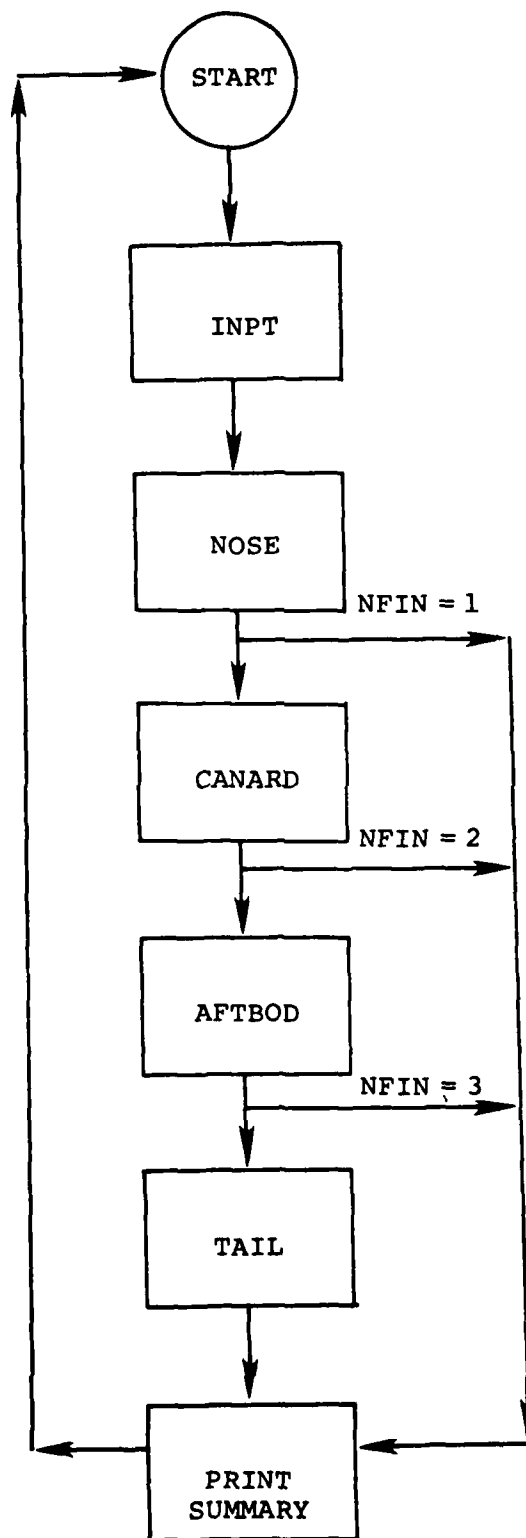 START
INPT
NOSE
NFIN = 1
CANARD
NFIN = 2
AFTBOD
NFIN = 3
TAIL
PRINT
SUMMARY